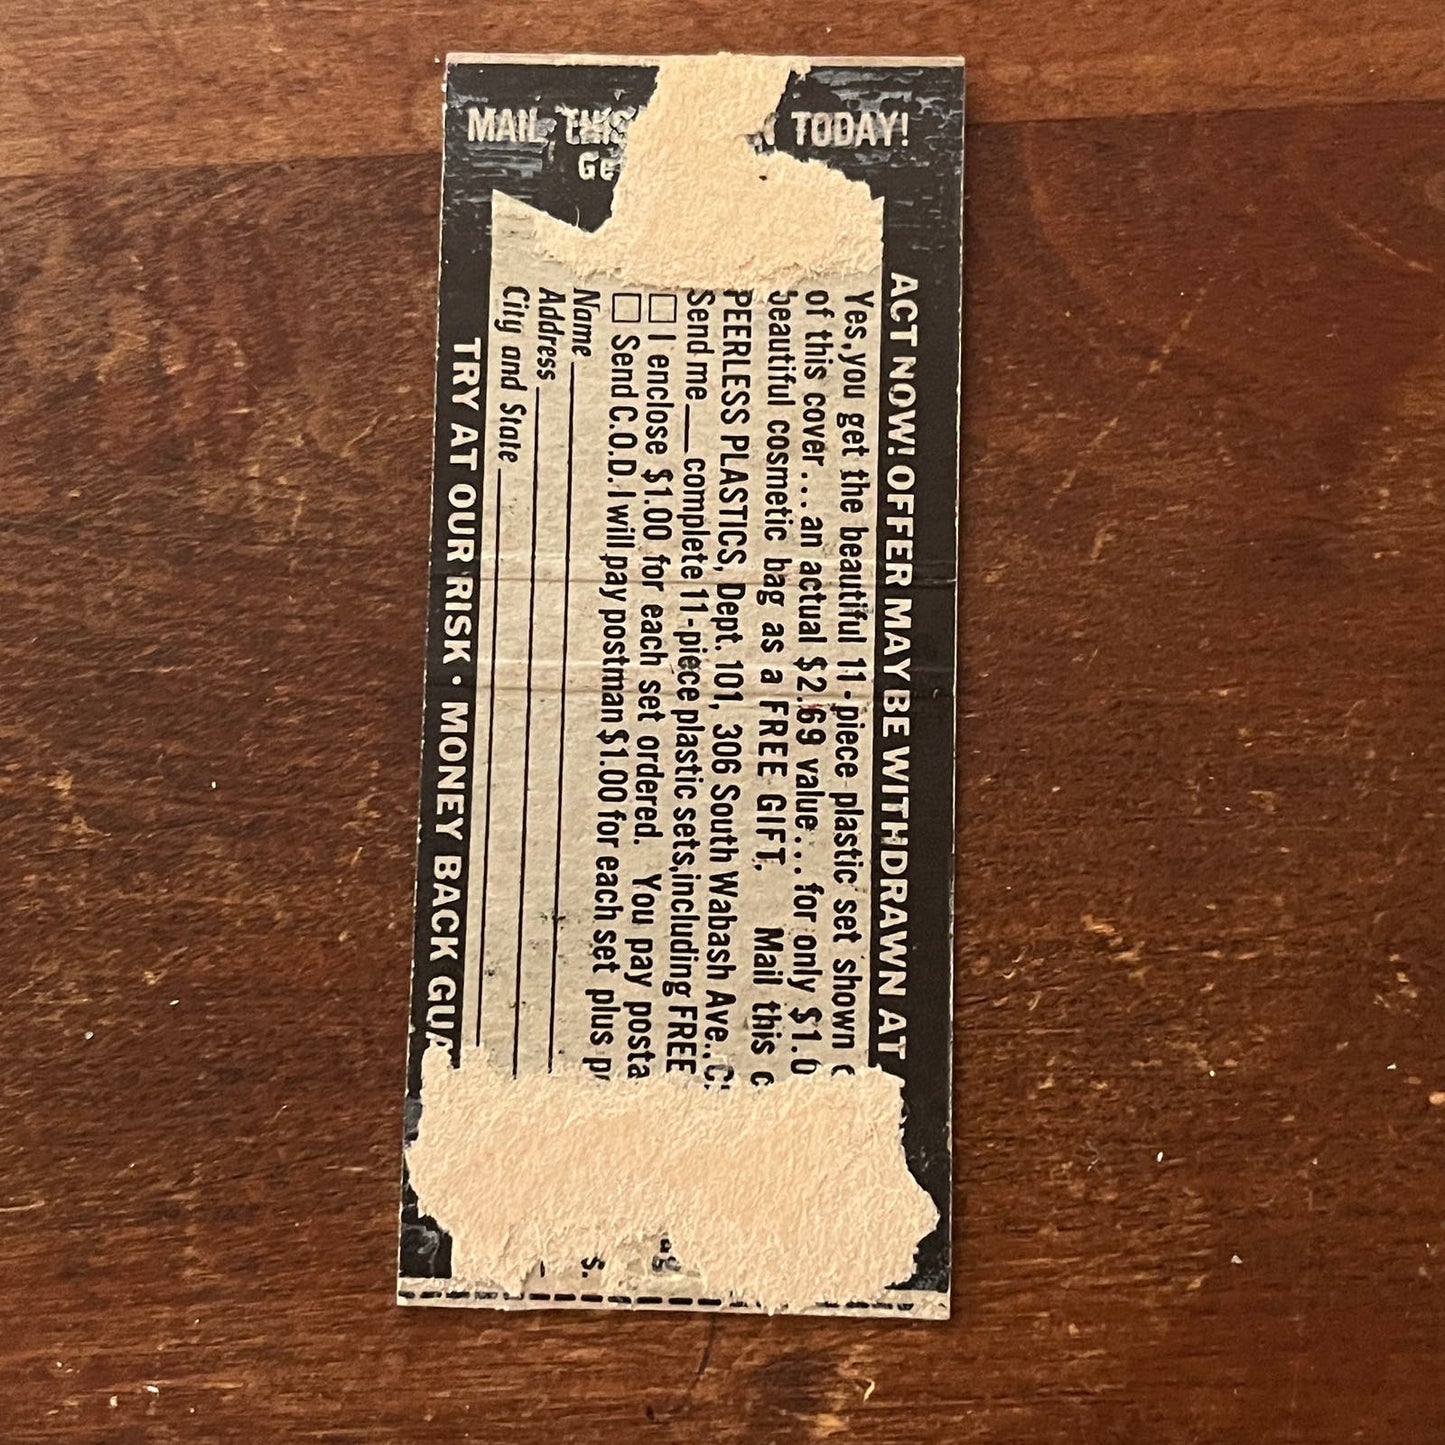 MAIL THIS TODAY!
ACT NOW! OFFER MAY BE WITHDRAWN AT
Yes, you get the beautiful 11-piece plastic set shown
of this cover... an actual $2.69 value... for only $1.0
beautiful cosmetic bag as a FREE GIFT. Mail this c
PEERLESS PLASTICS, Dept. 101, 306 South Wabash Ave., C
Send me ___ complete 11-piece plastic sets, including FREE
☐ I enclose $1.00 for each set ordered. You pay posta
☐ Send C.O.D. I will pay postman $1.00 for each set plus p
Name
Address
City and State
TRY AT OUR RISK · MONEY BACK GUA